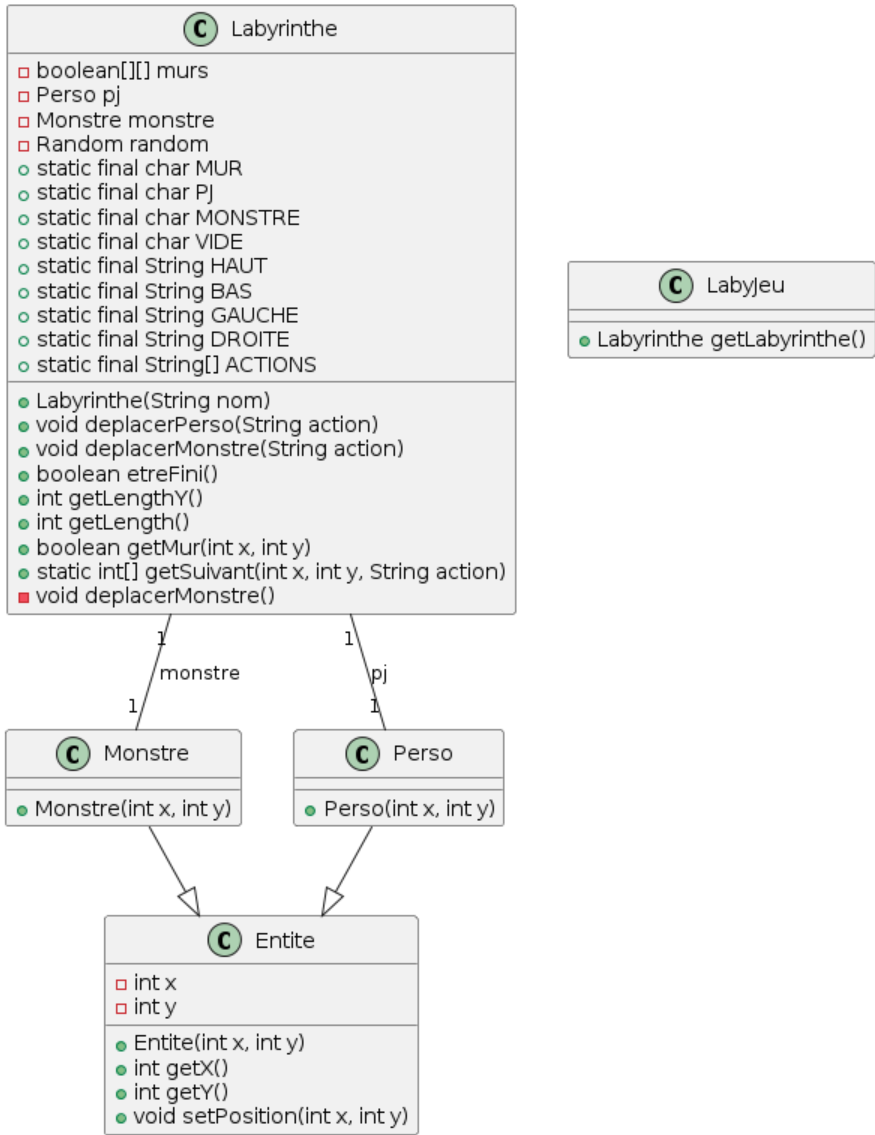 C Labyrinthe
boolean[][] murs
Perso pj
Monstre monstre
Random random
static final char MUR
static final char PJ
static final char MONSTRE
static final char VIDE
static final String HAUT
static final String BAS
static final String GAUCHE
static final String DROITE
static final String[] ACTIONS
Labyrinthe(String nom)
void deplacerPerso(String action)
void deplacerMonstre(String action)
boolean etreFini()
int getLengthY()
int getLength()
boolean getMur(int x, int y)
static int[] getSuivant(int x, int y, String action)
void deplacerMonstre()
C LabyJeu
Labyrinthe getLabyrinthe()
1
1
monstre
pj
1
1
C Monstre
Monstre(int x, int y)
C Perso
Perso(int x, int y)
C Entite
int x
int y
Entite(int x, int y)
int getX()
int getY()
void setPosition(int x, int y)